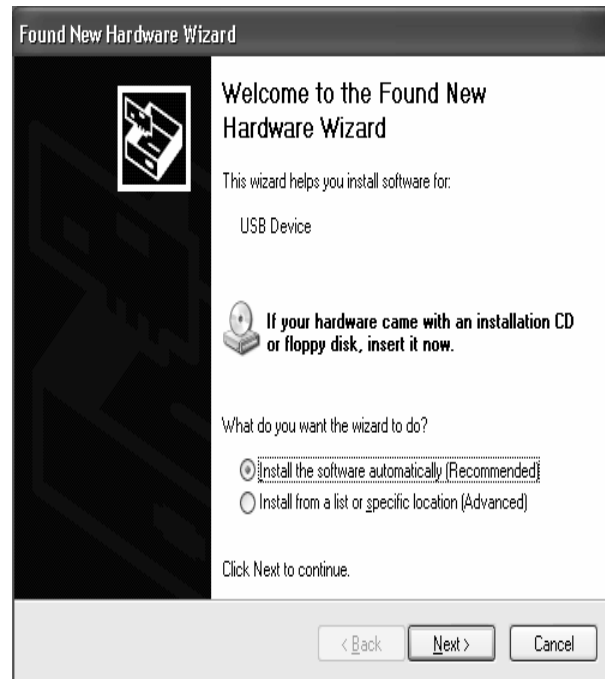 Found New Hardware Wizard
Welcome to the Found New
Hardware Wizard
This wizard helps you install software for:
USB Device
If your hardware came with an installation CD
or floppy disk, insert it now.
What do you want the wizard to do?
Install the software automatically (Recommended)
Install from a list or specific location (Advanced)
Click Next to continue.
< Back Next > Cancel